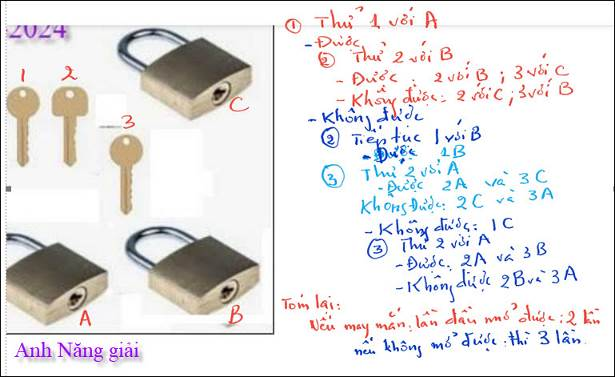 2024
1
2
3
C
A
B
Anh Năng giải
① Thử 1 với A
- Được
② Thử 2 với B
- Được : 2 với B ; 3 với C
- Không được: 2 với C ; 3 với B
- Không được
② Tiếp tục 1 với B
- Được 1B
③ Thử 2 với A
- Được 2A và 3C
Không Được: 2C và 3A
- Không được: 1C
③ Thử 2 với A
- Được: 2A và 3B
- Không được 2B và 3A
Tóm lại:
Nếu may mắn: lần đầu mở được: 2 lần
nếu không mở được: thì 3 lần.